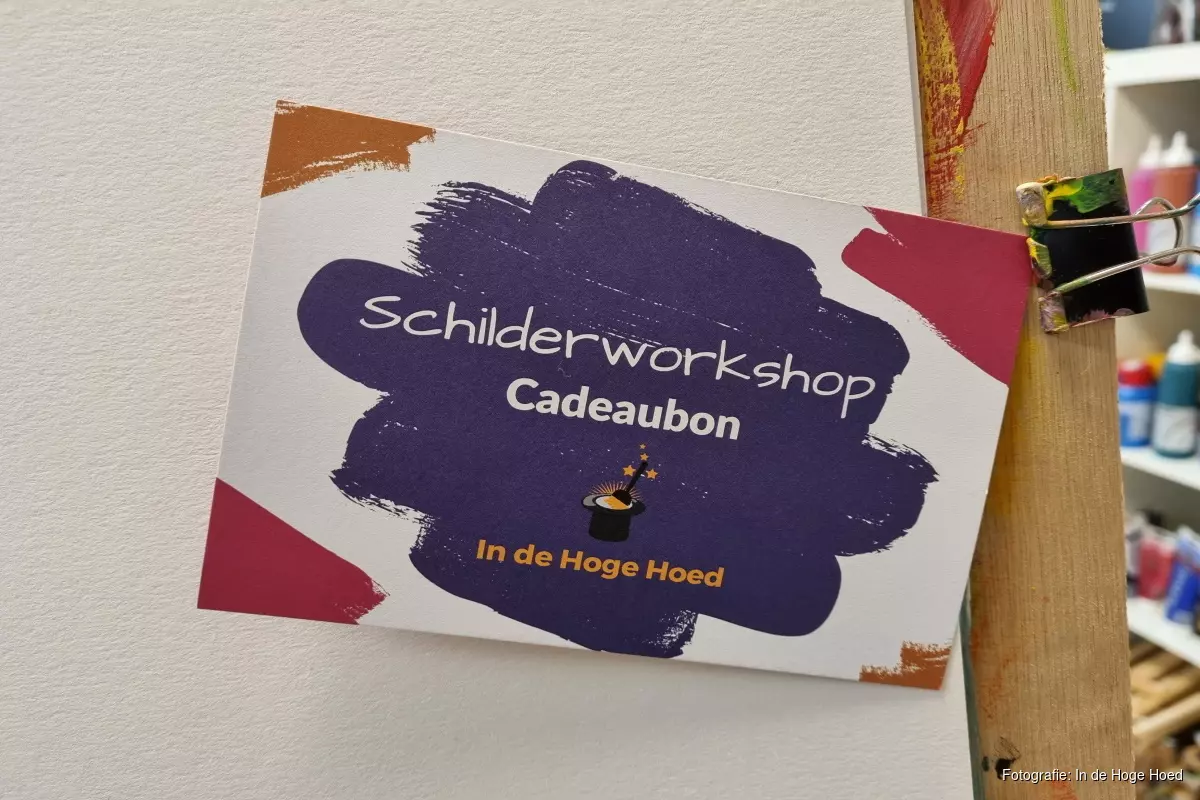 Schilderworkshop
Cadeaubon
In de Hoge Hoed
Fotografie: In de Hoge Hoed